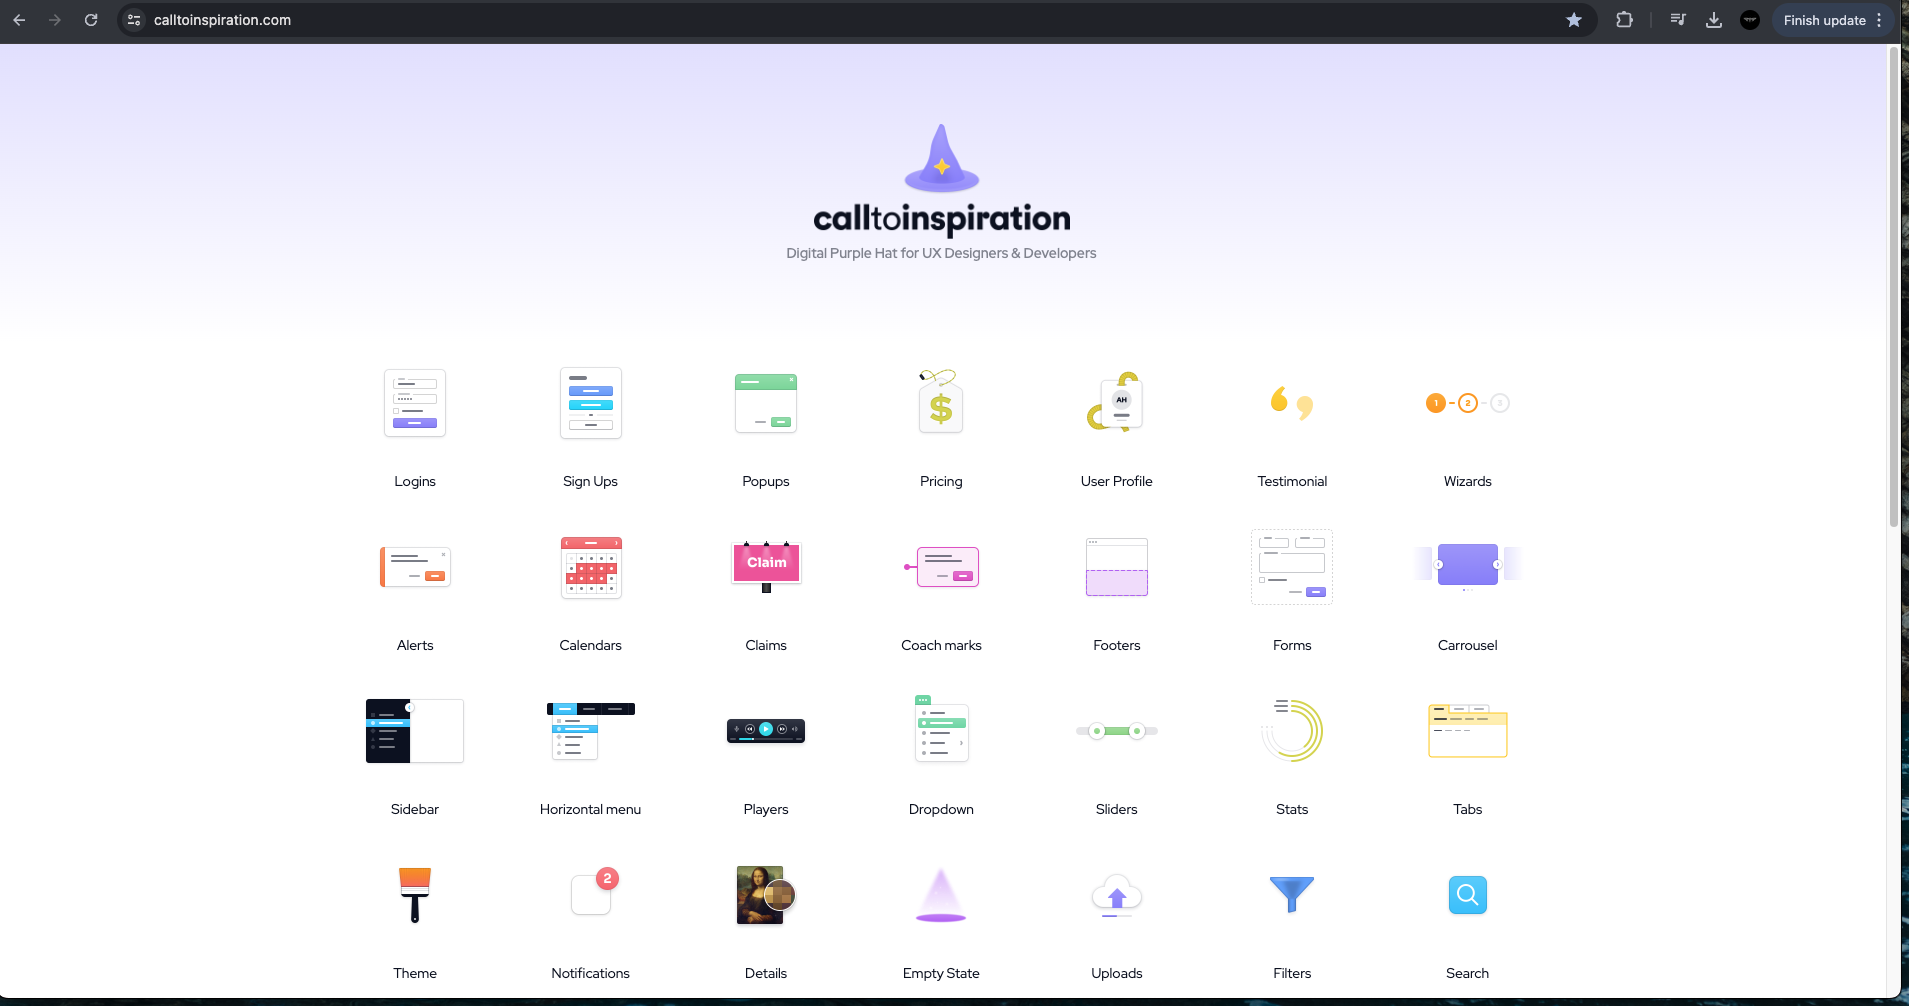 calltoinspiration.com
Finish update
calltoinspiration
Digital Purple Hat for UX Designers & Developers
$
AH
1 2 3
Logins
Sign Ups
Popups
Pricing
User Profile
Testimonial
Wizards
Claim
Alerts
Calendars
Claims
Coach marks
Footers
Forms
Carrousel
Sidebar
Horizontal menu
Players
Dropdown
Sliders
Stats
Tabs
2
Theme
Notifications
Details
Empty State
Uploads
Filters
Search